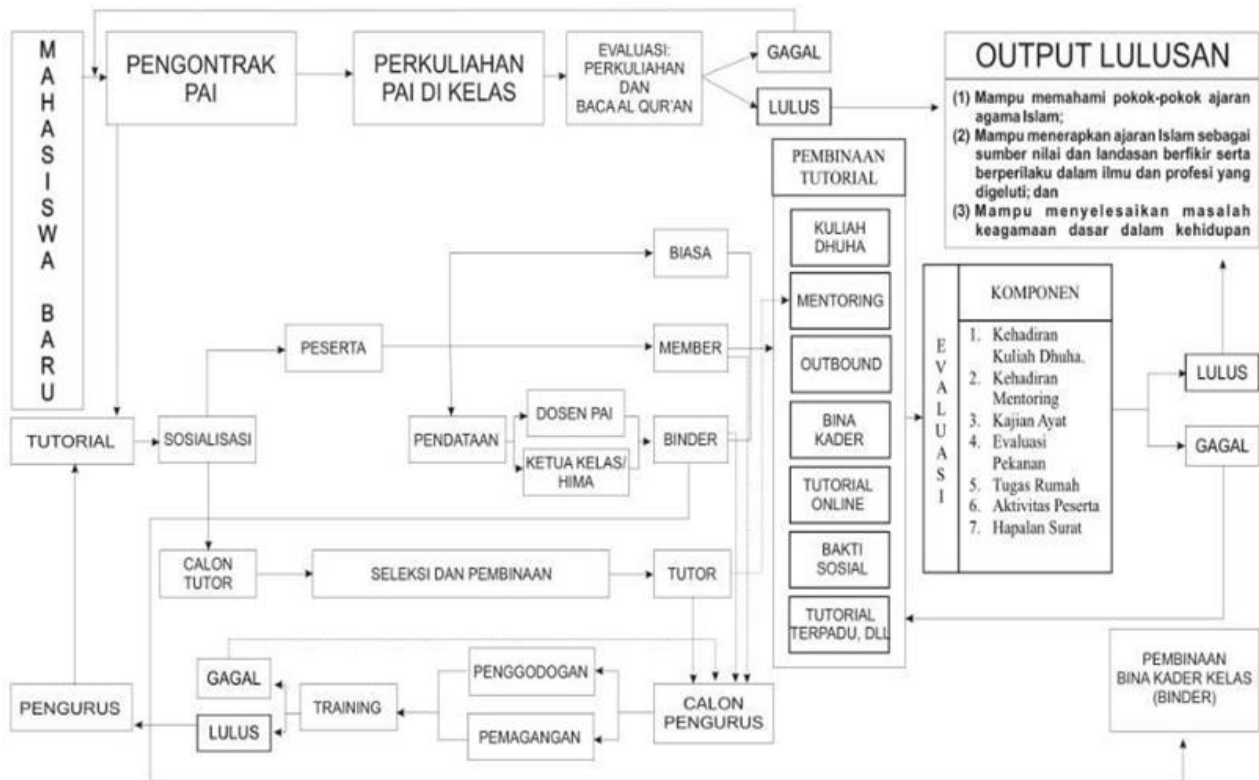 MAHASISWA BARU
PENGONTRAK
PAI
PERKULIAHAN
PAI DI KELAS
EVALUASI:
PERKULIAHAN
DAN
BACA AL QUR'AN
GAGAL
LULUS
OUTPUT LULUSAN
(1) Mampu memahami pokok-pokok ajaran
agama Islam;
(2) Mampu menerapkan ajaran Islam sebagai
sumber nilai dan landasan berfikir serta
berperilaku dalam ilmu dan profesi yang
digeluti; dan
(3) Mampu menyelesaikan masalah
keagamaan dasar dalam kehidupan
PEMBINAAN
TUTORIAL
KULIAH
DHUHA
MENTORING
OUTBOUND
BINA
KADER
TUTORIAL
ONLINE
BAKTI
SOSIAL
TUTORIAL
TERPADU, DLL
BIASA
PESERTA
MEMBER
TUTORIAL
SOSIALISASI
PENDATAAN
DOSEN PAI
KETUA KELAS/
HIMA
BINDER
EVALUASI
KOMPONEN
1. Kehadiran
Kuliah Dhuha.
2. Kehadiran
Mentoring
3. Kajian Ayat
4. Evaluasi
Pekanan
5. Tugas Rumah
6. Aktivitas Peserta
7. Hapalan Surat
LULUS
GAGAL
CALON
TUTOR
SELEKSI DAN PEMBINAAN
TUTOR
PENGURUS
GAGAL
LULUS
TRAINING
PENGGODOGAN
PEMAGANGAN
CALON
PENGURUS
PEMBINAAN
BINA KADER KELAS
(BINDER)